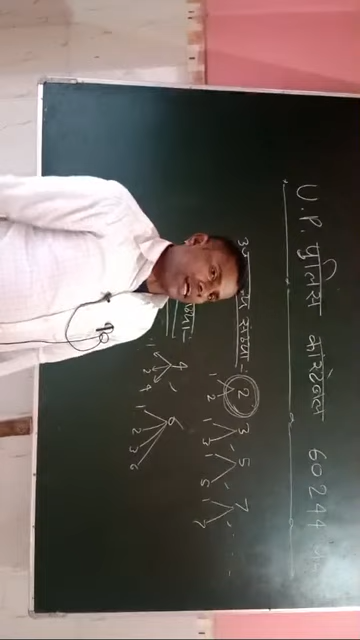 U.P. पुलिस कांस्टेबल 60244
संख्या:- 2 3 5 7 . . . .
1 2 1 3 1 5 1 7
4 6
1 2 4 1 2 3 6